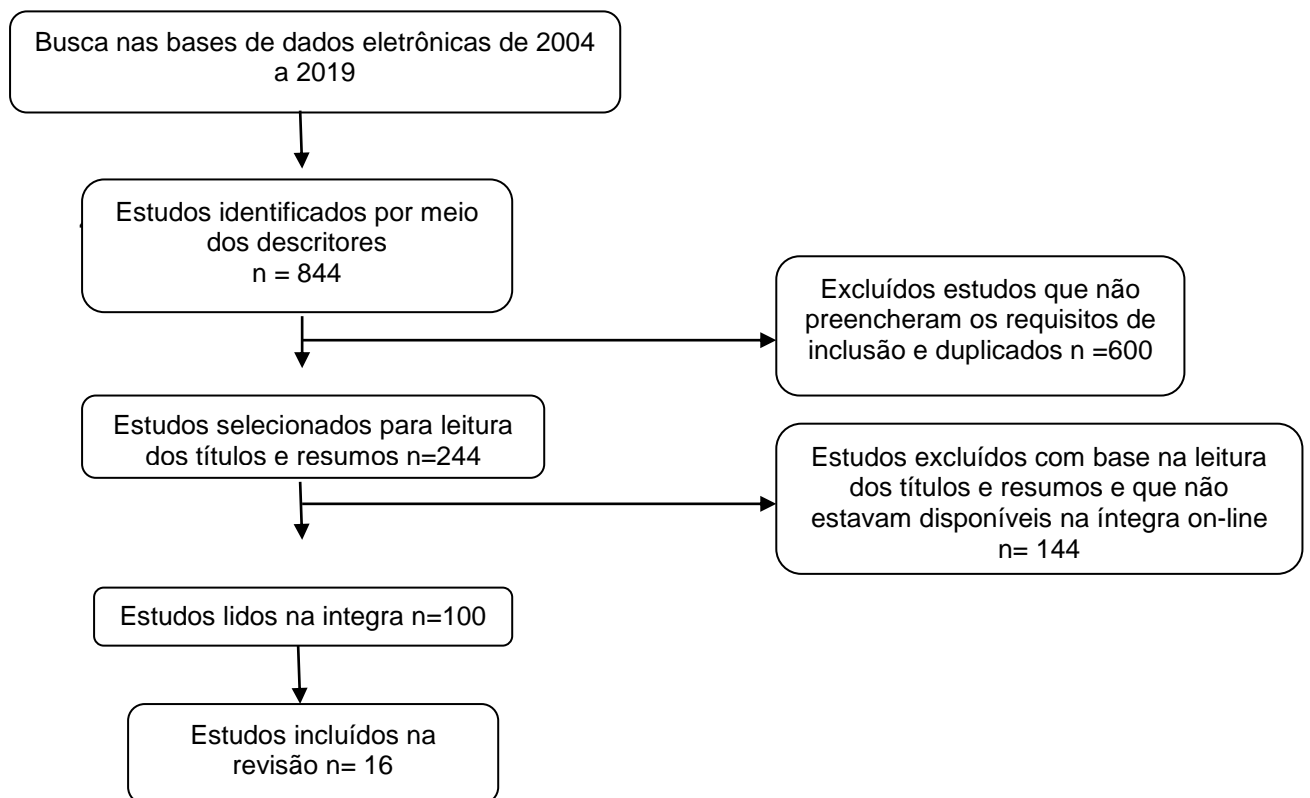 Busca nas bases de dados eletrônicas de 2004
a 2019
Estudos identificados por meio
dos descritores
n = 844
Excluídos estudos que não
preencheram os requisitos de
inclusão e duplicados n =600
Estudos selecionados para leitura
dos títulos e resumos n=244
Estudos excluídos com base na leitura
dos títulos e resumos e que não
estavam disponíveis na íntegra on-line
n= 144
Estudos lidos na integra n=100
Estudos incluídos na
revisão n= 16